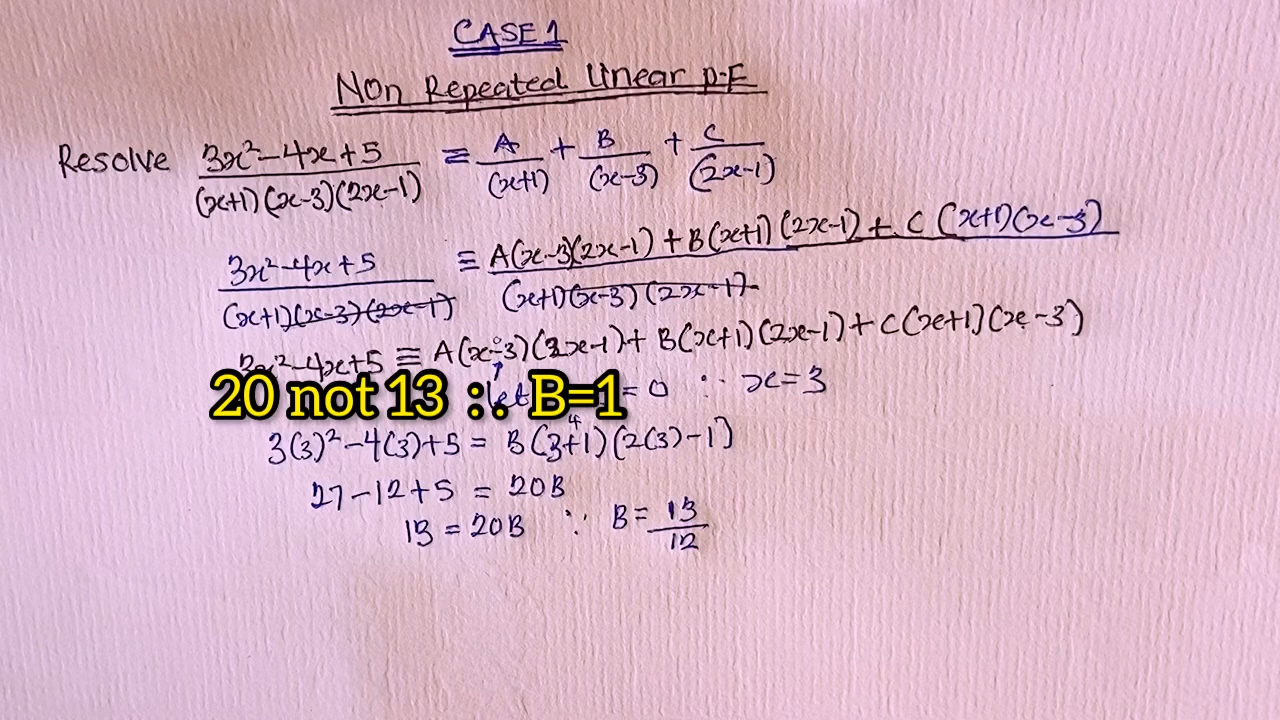 CASE 1
Non Repeated Linear P.F
Resolve (3x²-4x+5)/((x+1)(x-3)(2x-1)) ≡ A/(x+1) + B/(x-3) + C/(2x-1)
(3x²-4x+5)/((x+1)(x-3)(2x-1)) ≡ (A(x-3)(2x-1) + B(x+1)(2x-1) + C(x+1)(x-3))/((x+1)(x-3)(2x-1))
3x²-4x+5 ≡ A(x-3)(2x-1) + B(x+1)(2x-1) + C(x+1)(x-3)
20 not 13 ∴ B=1
let =0 ∵ x=3
3(3)²-4(3)+5 = B(3+1)(2(3)-1)
4
27-12+5 = 20B
13 = 20B ∵ B= 13/12